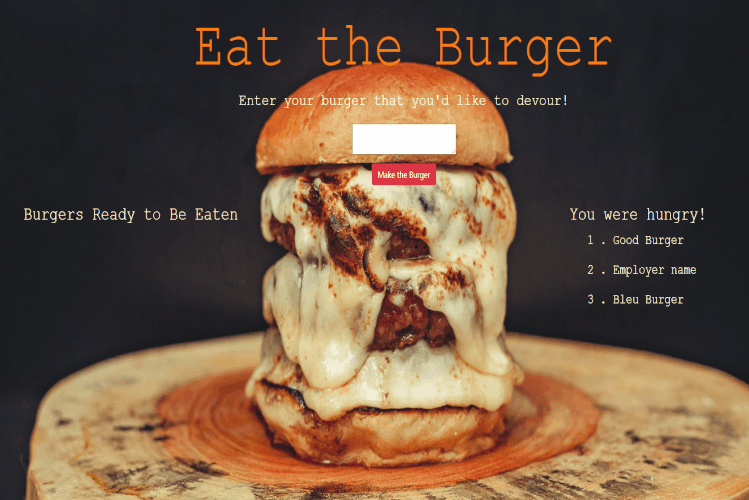 Eat the Burger
Enter your burger that you'd like to devour!
Make the Burger
Burgers Ready to Be Eaten
You were hungry!
1 . Good Burger
2 . Employer name
3 . Bleu Burger